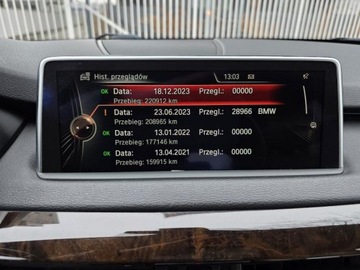 Hist. przeglądów 13:03
OK Data: 18.12.2023 Przegl.: 00000
Przebieg: 220912 km
! Data: 23.06.2023 Przegl.: 28966 BMW
Przebieg: 208965 km
OK Data: 13.01.2022 Przegl.: 00000
Przebieg: 177146 km
OK Data: 13.04.2021 Przegl.: 00000
Przebieg: 159915 km